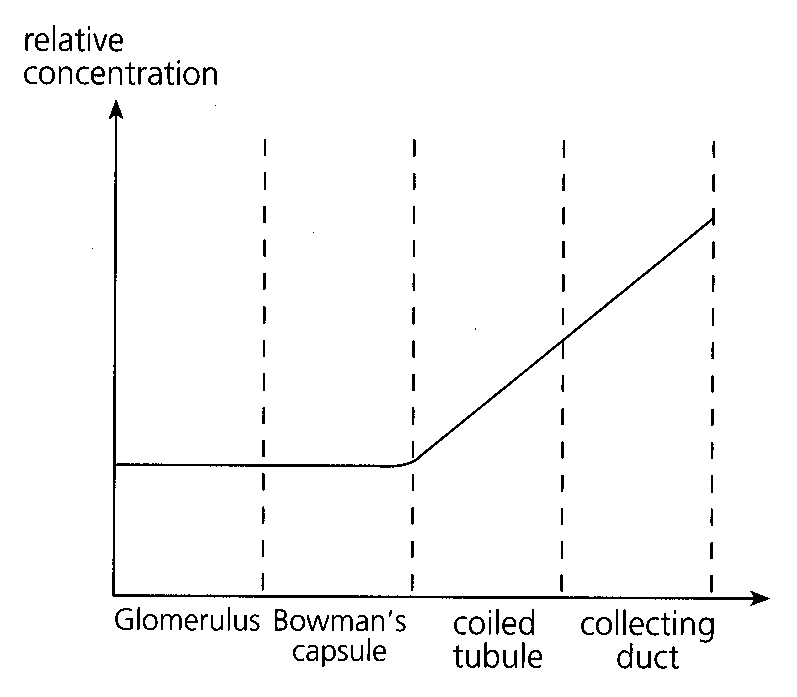 relative
concentration
Glomerulus Bowman's coiled collecting
capsule tubule duct